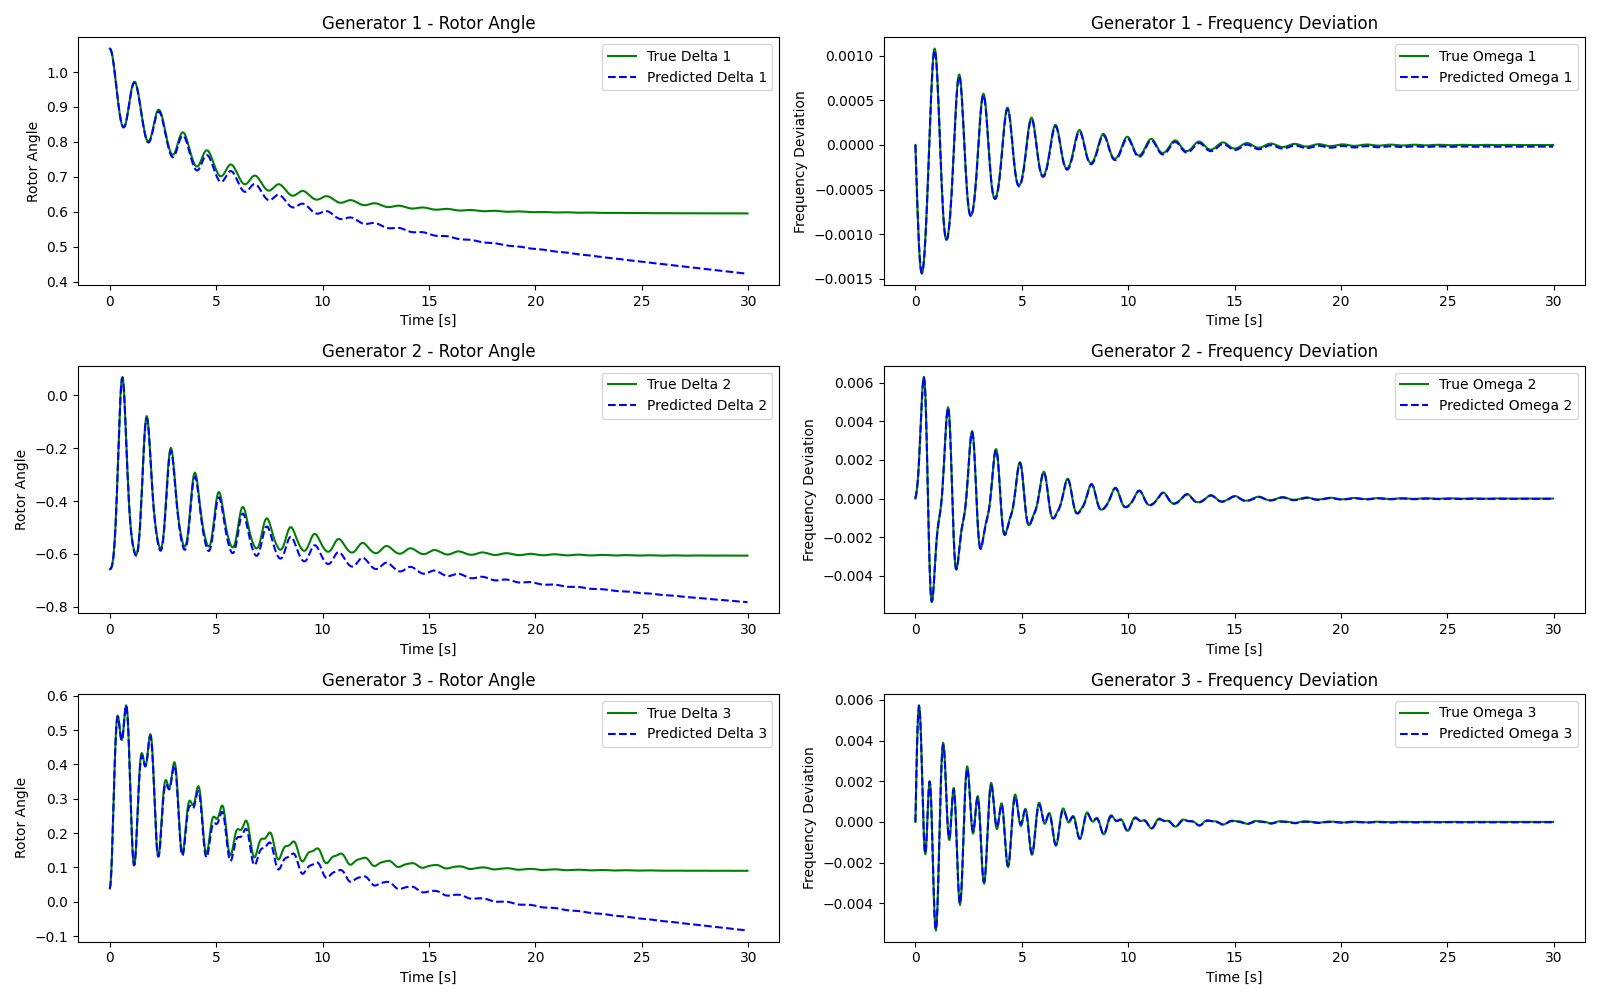 Generator 1 - Rotor Angle
True Delta 1
Predicted Delta 1
Rotor Angle
1.0
0.9
0.8
0.7
0.6
0.5
0.4
0 5 10 15 20 25 30
Time [s]
Generator 1 - Frequency Deviation
True Omega 1
Predicted Omega 1
Frequency Deviation
0.0010
0.0005
0.0000
−0.0005
−0.0010
−0.0015
0 5 10 15 20 25 30
Time [s]
Generator 2 - Rotor Angle
True Delta 2
Predicted Delta 2
Rotor Angle
0.0
−0.2
−0.4
−0.6
−0.8
0 5 10 15 20 25 30
Time [s]
Generator 2 - Frequency Deviation
True Omega 2
Predicted Omega 2
Frequency Deviation
0.006
0.004
0.002
0.000
−0.002
−0.004
0 5 10 15 20 25 30
Time [s]
Generator 3 - Rotor Angle
True Delta 3
Predicted Delta 3
Rotor Angle
0.6
0.5
0.4
0.3
0.2
0.1
0.0
−0.1
0 5 10 15 20 25 30
Time [s]
Generator 3 - Frequency Deviation
True Omega 3
Predicted Omega 3
Frequency Deviation
0.006
0.004
0.002
0.000
−0.002
−0.004
0 5 10 15 20 25 30
Time [s]